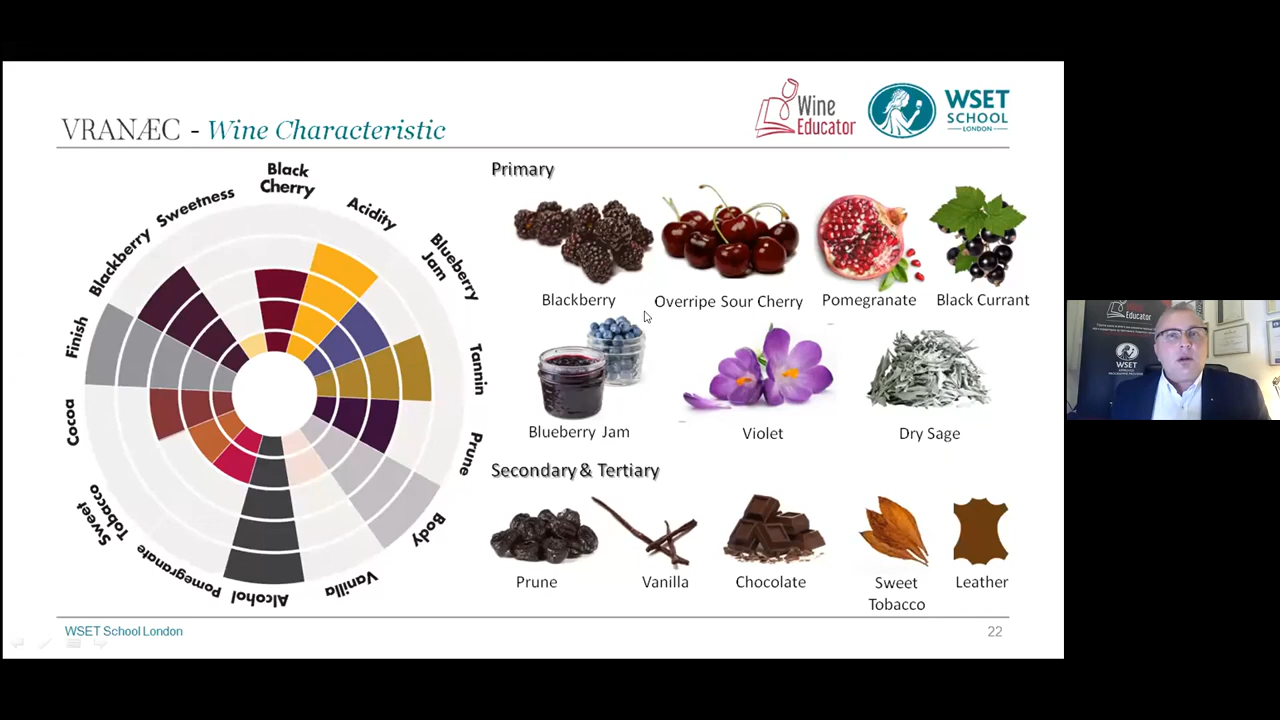 VRANÆC - Wine Characteristic
Wine
Educator
WSET
SCHOOL
LONDON
Black
Cherry
Acidity
Blueberry
Jam
Tannin
Prune
Body
Vanilla
Alcohol
Pomegranate
Sweet
Tobacco
Cocoa
Finish
Blackberry
Sweetness
Primary
Blackberry
Overripe Sour Cherry
Pomegranate
Black Currant
Blueberry Jam
Violet
Dry Sage
Secondary & Tertiary
Prune
Vanilla
Chocolate
Sweet
Tobacco
Leather
WSET School London
22
Educator
WSET